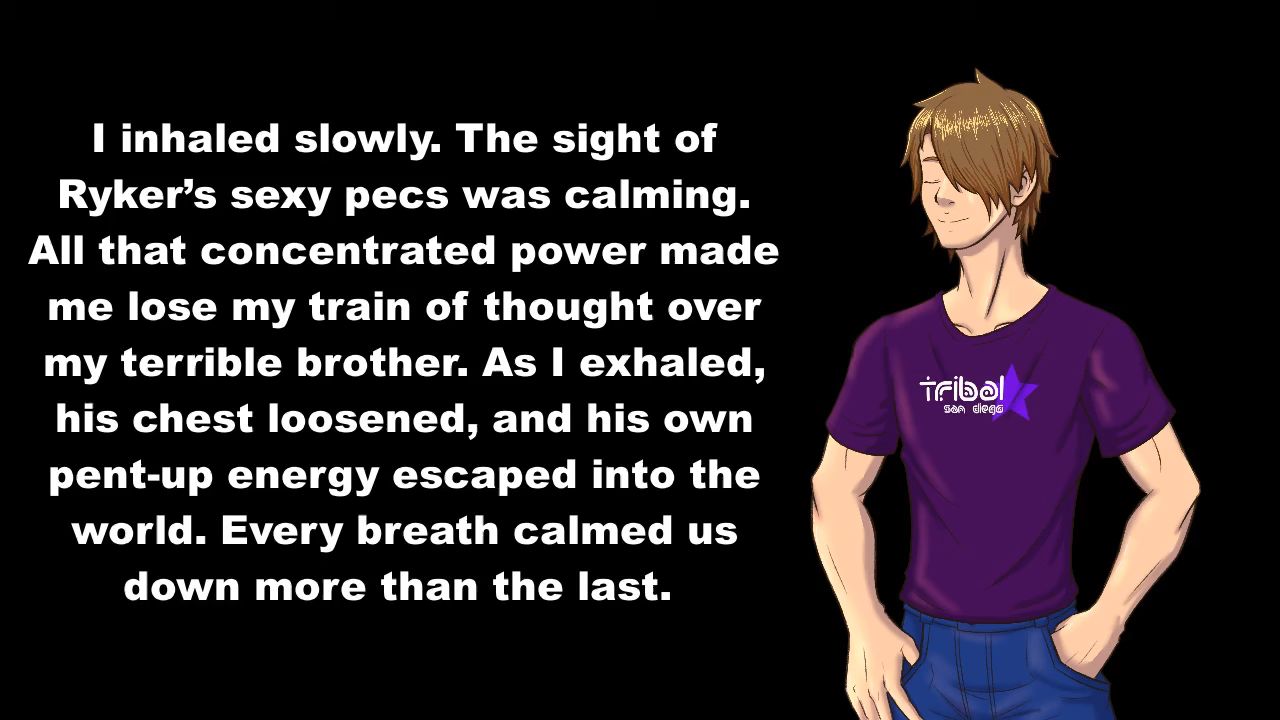 I inhaled slowly. The sight of
Ryker’s sexy pecs was calming.
All that concentrated power made
me lose my train of thought over
my terrible brother. As I exhaled,
his chest loosened, and his own
pent-up energy escaped into the
world. Every breath calmed us
down more than the last.
tribal
san diego